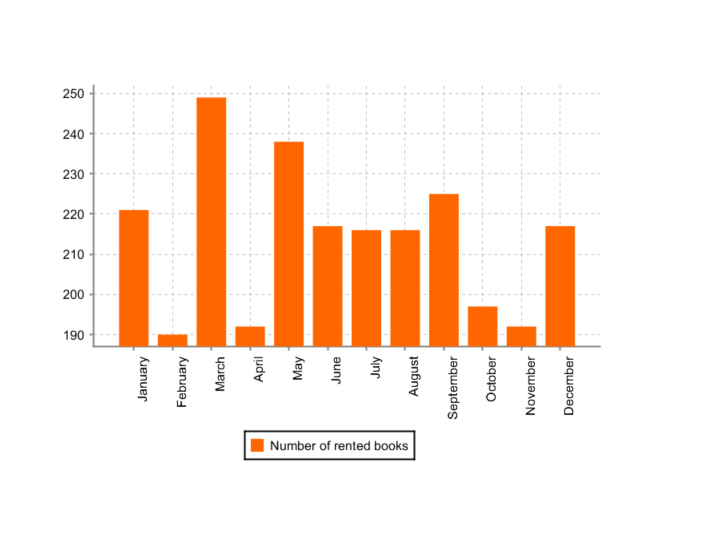 250
240
230
220
210
200
190
January
February
March
April
May
June
July
August
September
October
November
December
Number of rented books